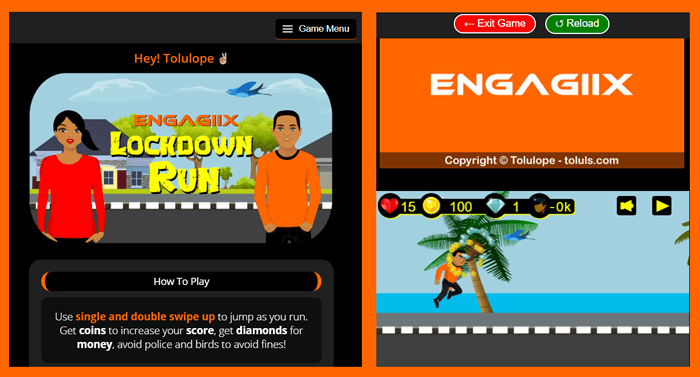 Game Menu
Hey! Tolulope ✌🏽
ENGAGIIX
LOCKDOWN
RUN
How To Play
Use single and double swipe up to jump as you run.
Get coins to increase your score, get diamonds for
money, avoid police and birds to avoid fines!
← Exit Game
↺ Reload
ENGAGIIX
Copyright © Tolulope - toluls.com
15 100 1 -0k